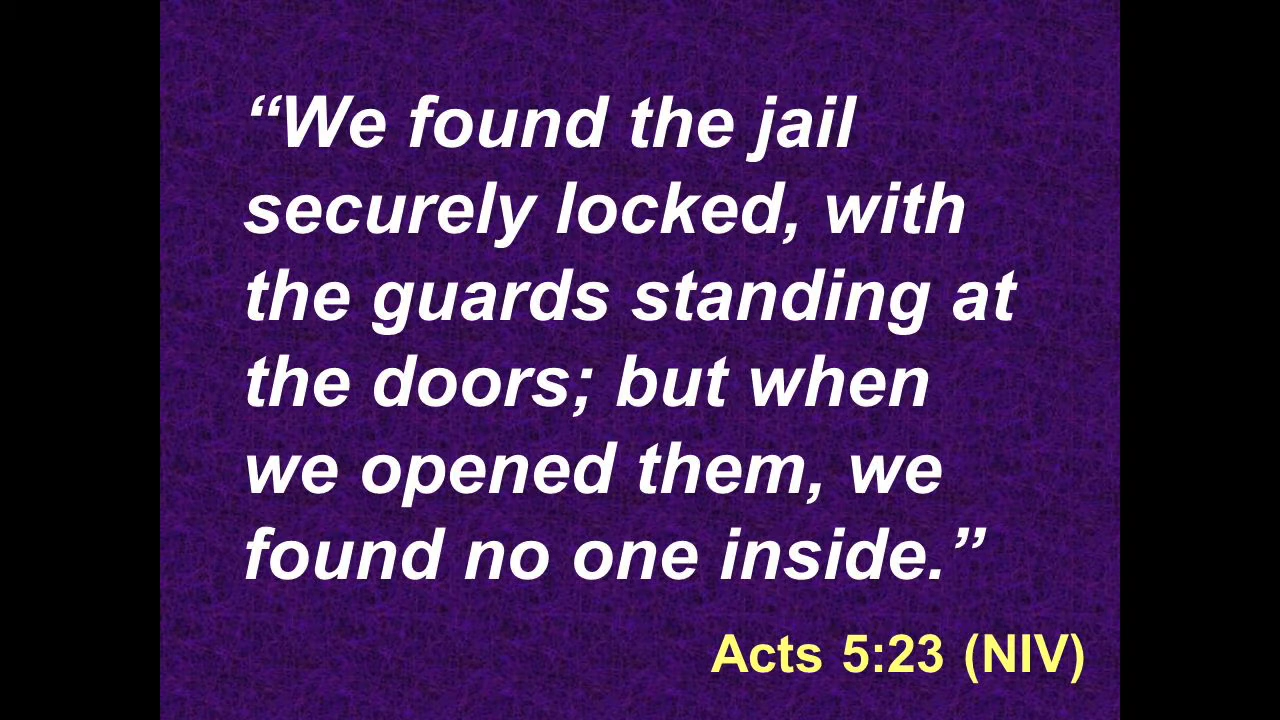 “We found the jail
securely locked, with
the guards standing at
the doors; but when
we opened them, we
found no one inside.”
Acts 5:23 (NIV)